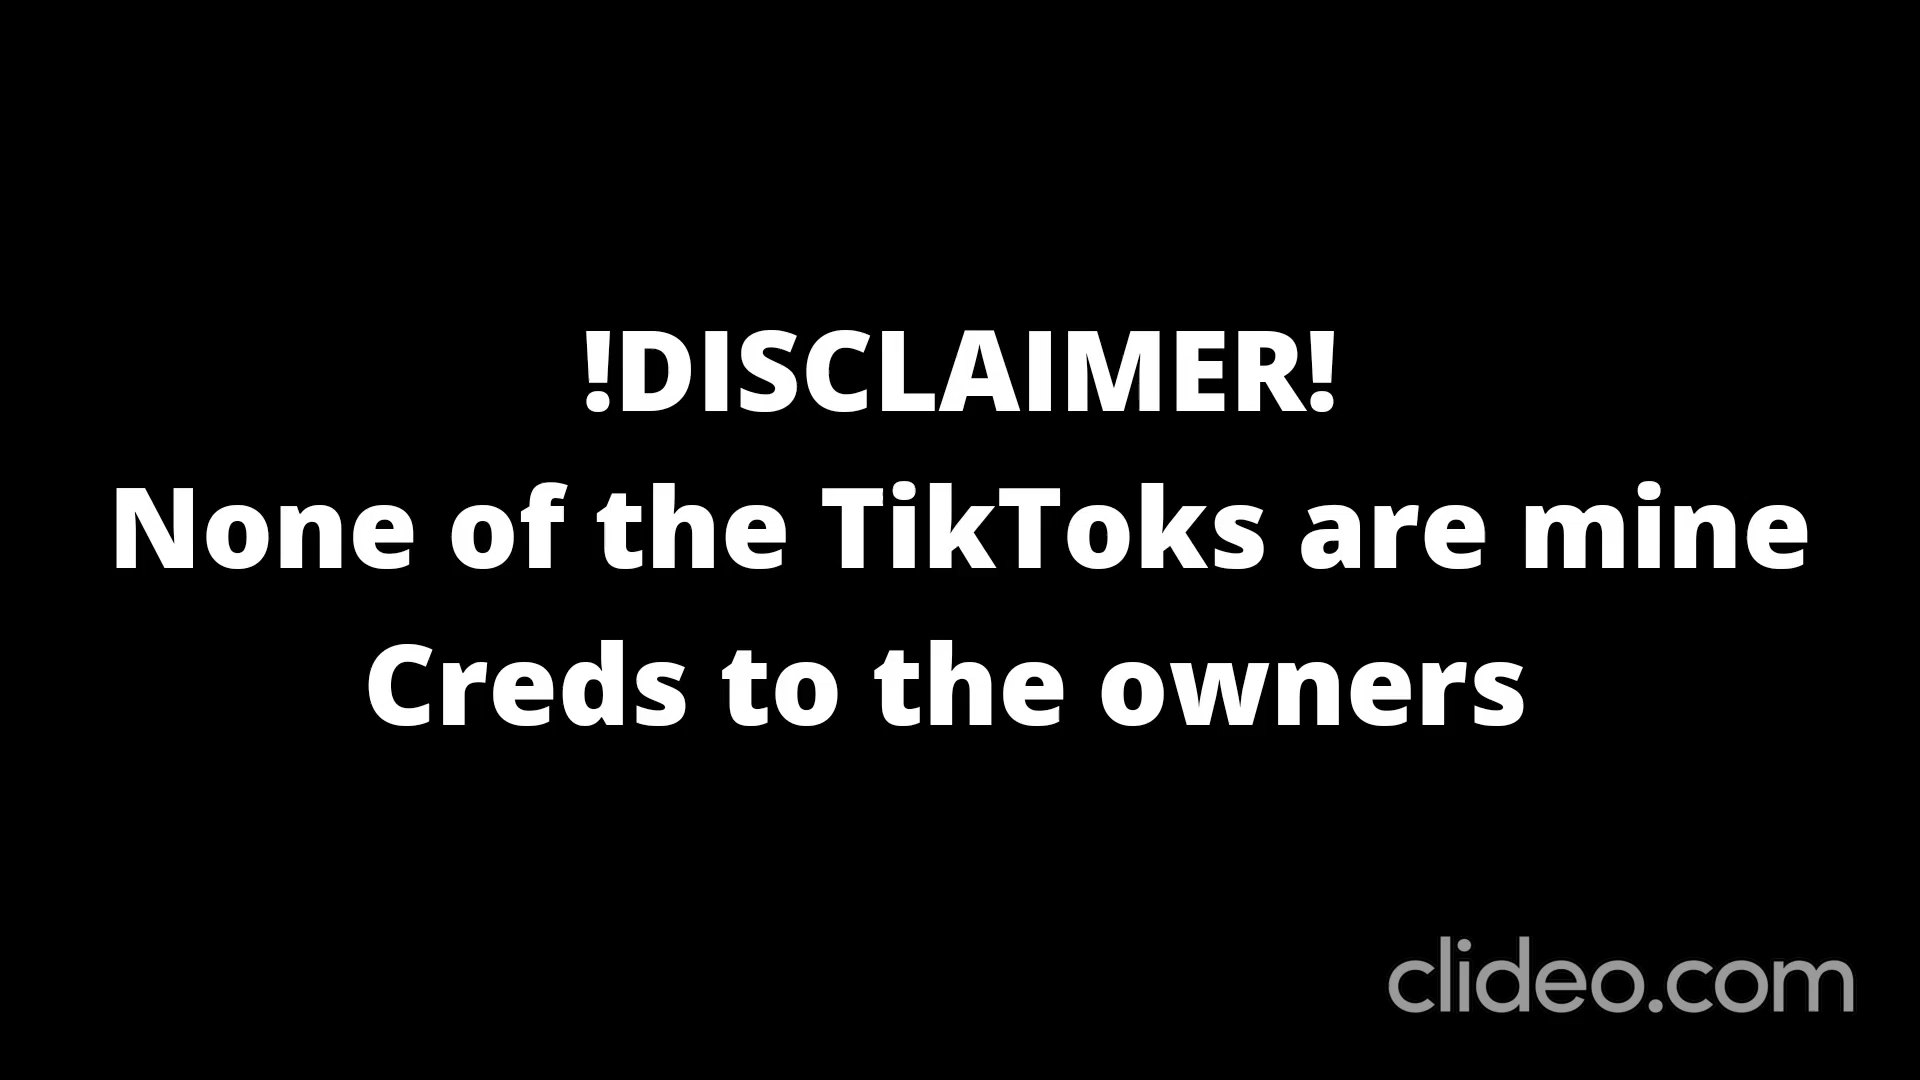 !DISCLAIMER!
None of the TikToks are mine
Creds to the owners
clideo.com